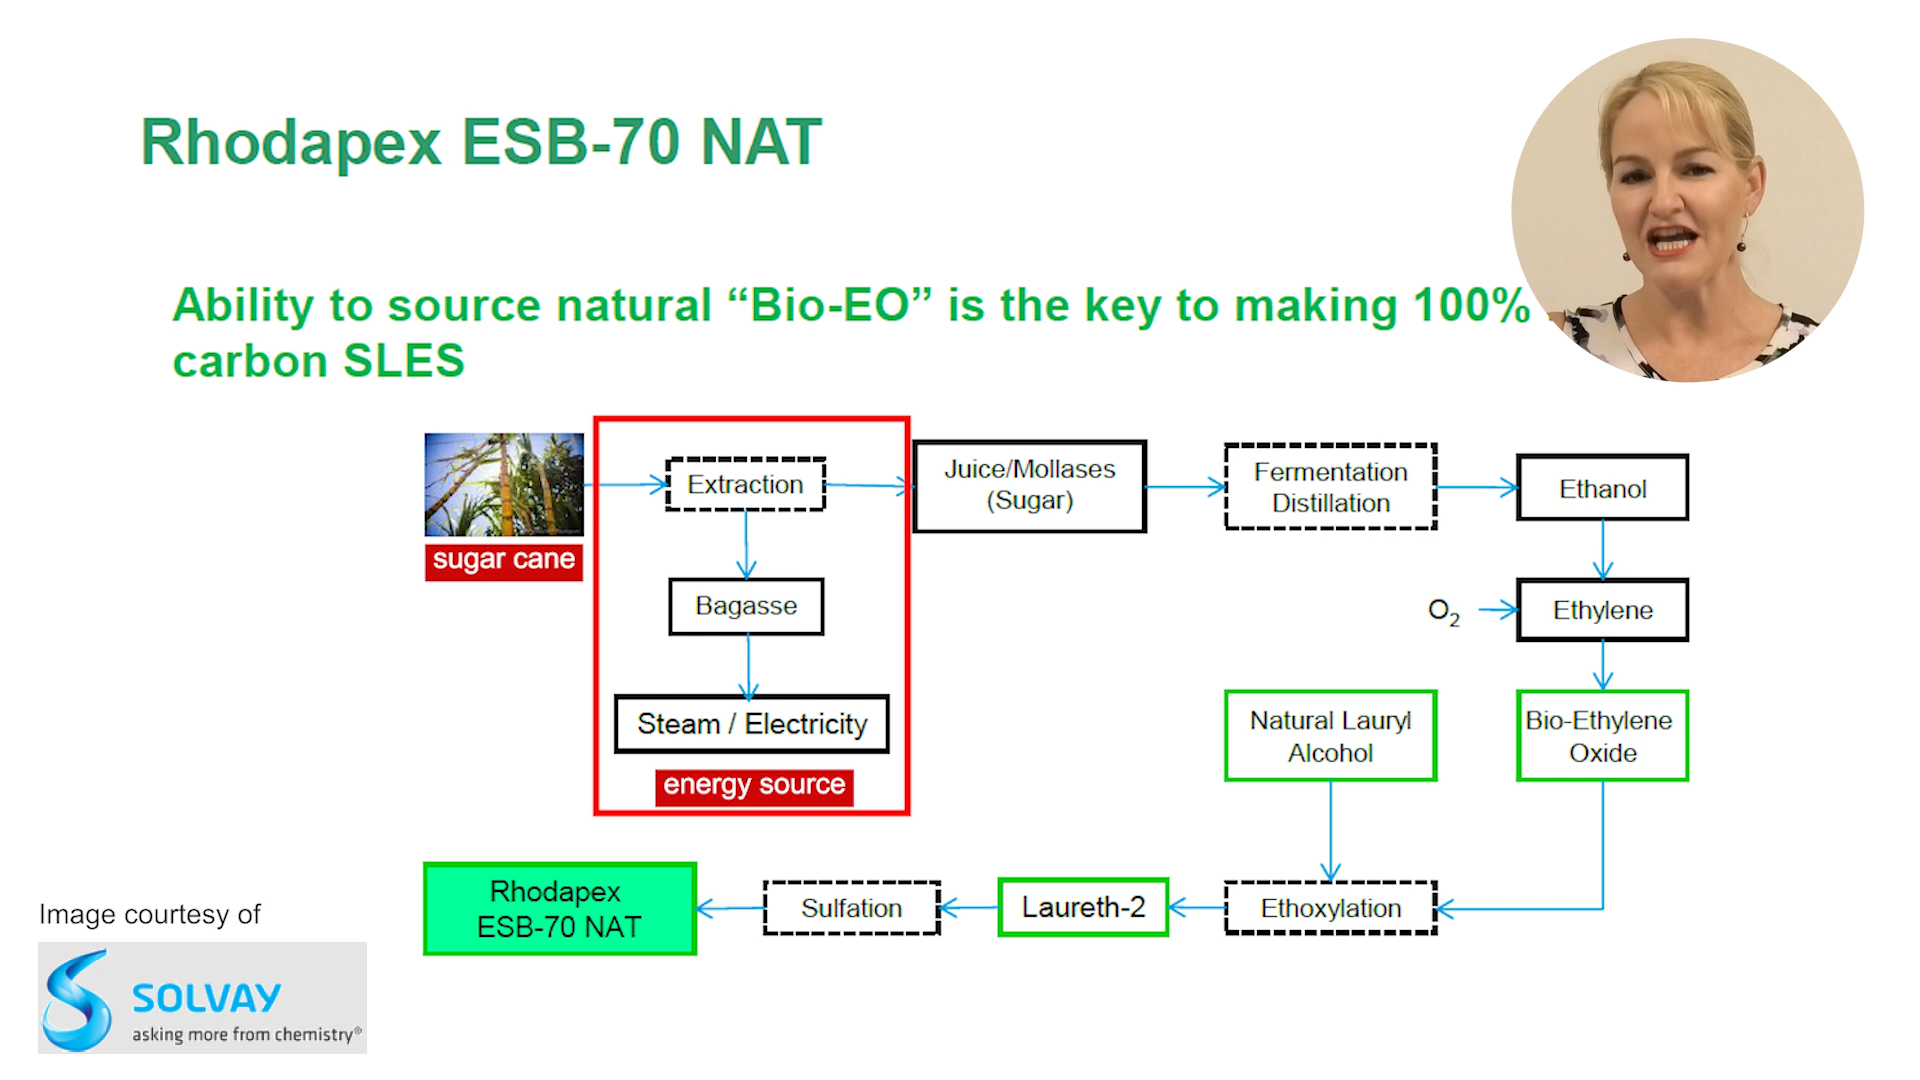 Rhodapex ESB-70 NAT
Ability to source natural “Bio-EO” is the key to making 100%
carbon SLES
sugar cane
Extraction
Bagasse
Steam / Electricity
energy source
Juice/Mollases
(Sugar)
Fermentation
Distillation
Ethanol
O2
Ethylene
Natural Lauryl
Alcohol
Bio-Ethylene
Oxide
Rhodapex
ESB-70 NAT
Sulfation
Laureth-2
Ethoxylation
Image courtesy of
SOLVAY
asking more from chemistry®